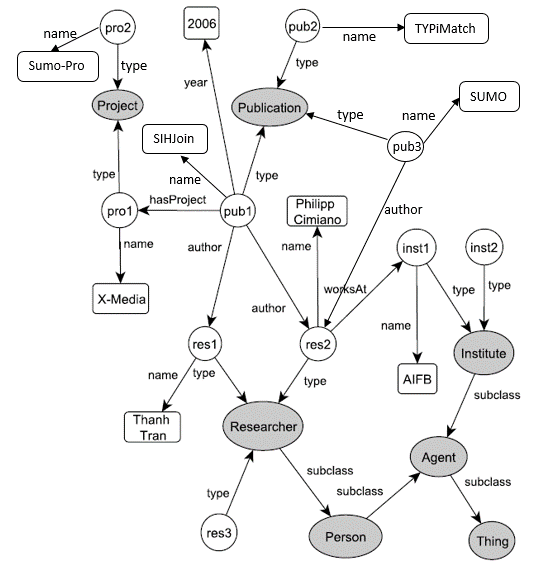 2006
pub2
name
TYPiMatch
pro2
name
Sumo-Pro
type
type
year
Project
Publication
type
name
SUMO
SIHJoin
name
type
pub3
type
hasProject
pro1
pub1
Philipp
Cimiano
author
name
name
author
inst1
inst2
X-Media
author
worksAt
type
type
res1
res2
name
Institute
name
type
type
AIFB
Thanh
Tran
Researcher
subclass
Agent
type
subclass
subclass
subclass
res3
Person
Thing